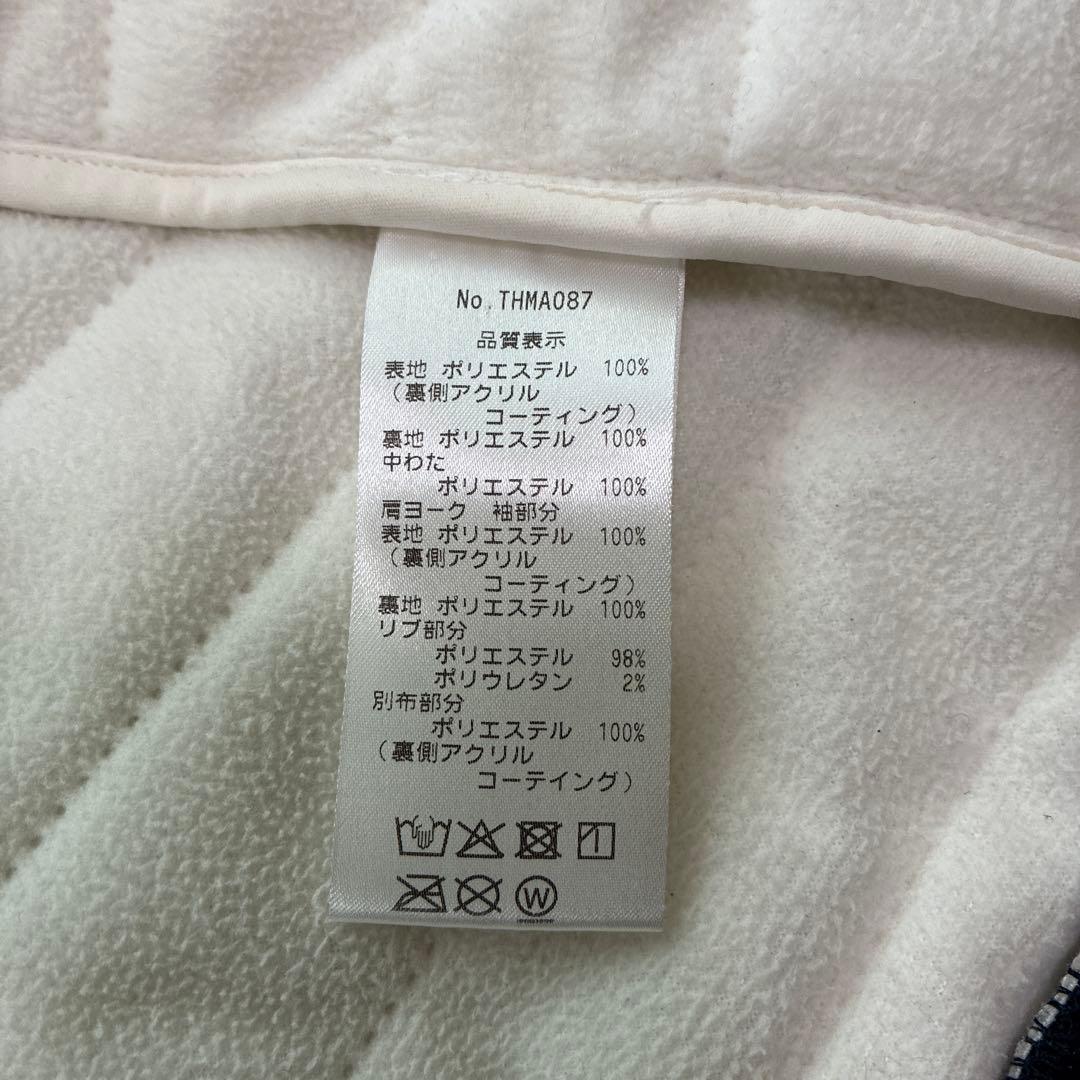 No.THMA087
品質表示
表地 ポリエステル 100%
（裏側アクリル
コーティング）
裏地 ポリエステル 100%
中わた
ポリエステル 100%
肩ヨーク 袖部分
表地 ポリエステル 100%
（裏側アクリル
コーティング）
裏地 ポリエステル 100%
リブ部分
ポリエステル 98%
ポリウレタン 2%
別布部分
ポリエステル 100%
（裏側アクリル
コーテイング）
W